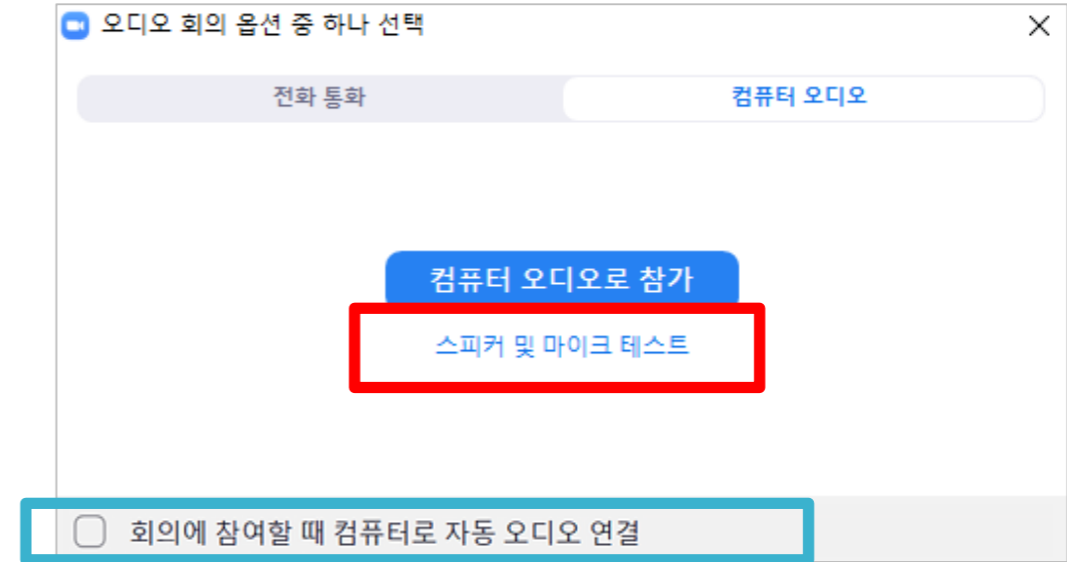 오디오 회의 옵션 중 하나 선택
전화 통화
컴퓨터 오디오
컴퓨터 오디오로 참가
스피커 및 마이크 테스트
회의에 참여할 때 컴퓨터로 자동 오디오 연결